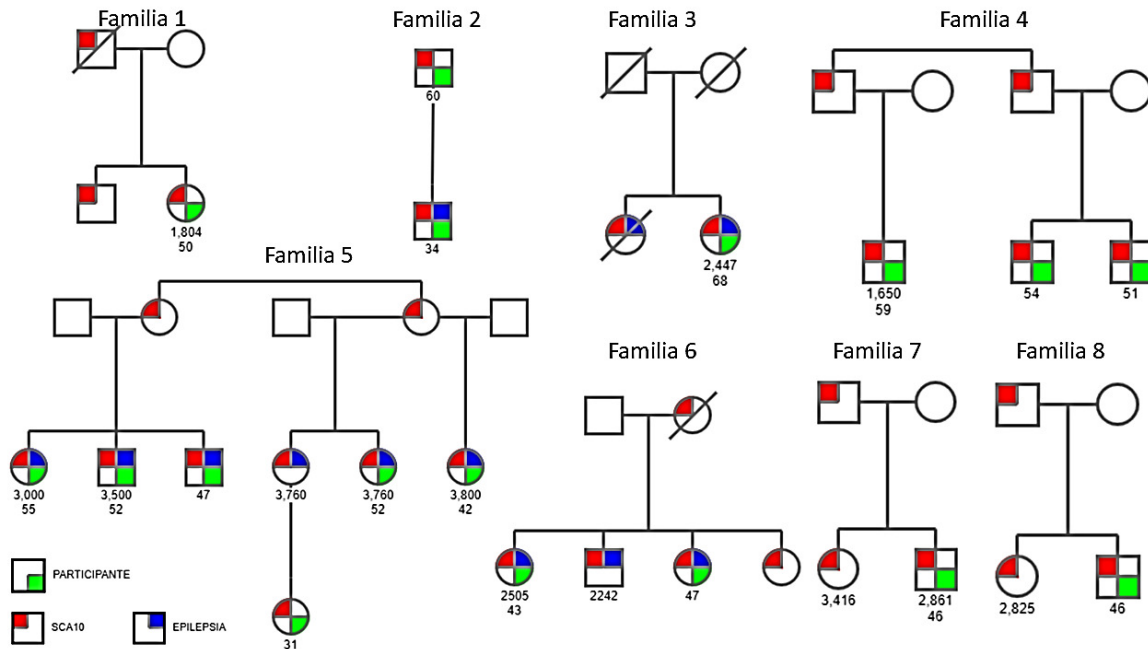 Familia 1
1,804
50
Familia 2
60
34
Familia 3
2,447
68
Familia 4
1,650
59
54
51
Familia 5
3,000
55
3,500
52
47
3,760
3,760
52
3,800
42
31
Familia 6
2505
43
2242
47
Familia 7
3,416
2,861
46
Familia 8
2,825
46
PARTICIPANTE
SCA10
EPILEPSIA